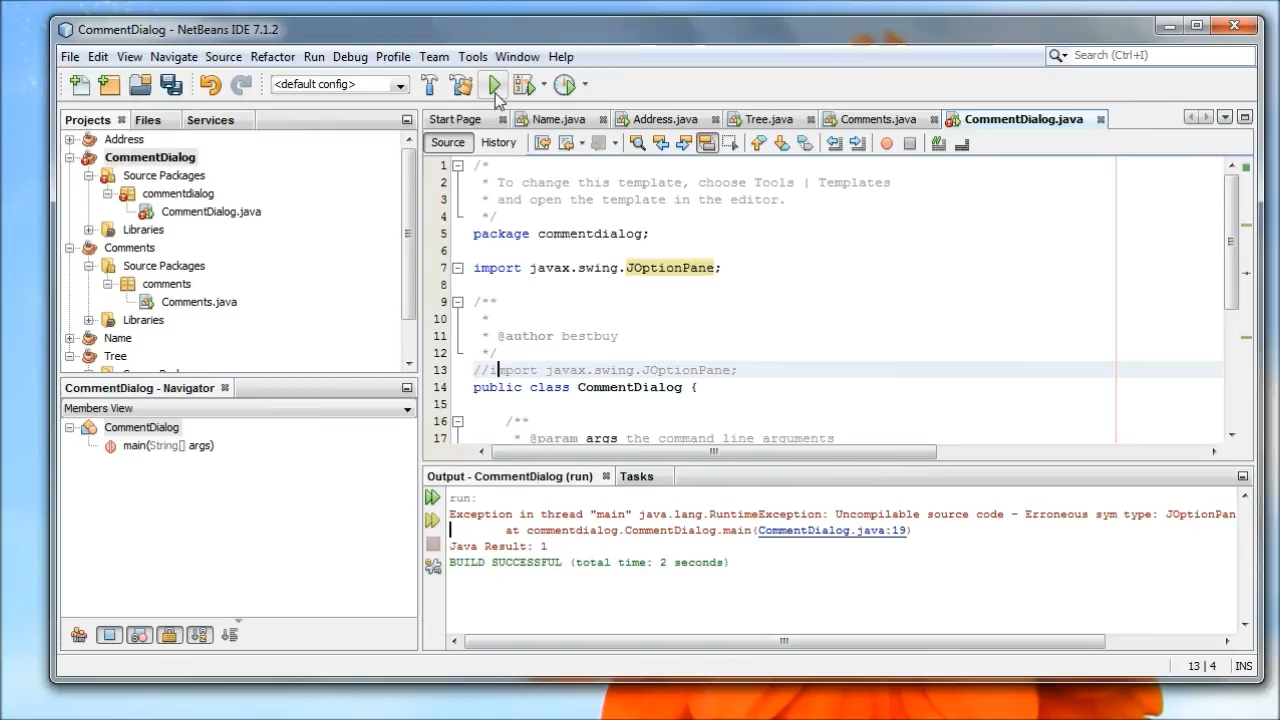 CommentDialog - NetBeans IDE 7.1.2
File Edit View Navigate Source Refactor Run Debug Profile Team Tools Window Help
Search (Ctrl+I)
<default config>
Projects Files Services
Address
CommentDialog
Source Packages
commentdialog
CommentDialog.java
Libraries
Comments
Source Packages
comments
Comments.java
Libraries
Name
Tree
CommentDialog - Navigator
Members View
CommentDialog
main(String[] args)
Start Page Name.java Address.java Tree.java Comments.java CommentDialog.java
Source History
1 /*
2 * To change this template, choose Tools | Templates
3 * and open the template in the editor.
4 */
5 package commentdialog;
6
7 import javax.swing.JOptionPane;
8
9 /**
10 *
11 * @author bestbuy
12 */
13 //import javax.swing.JOptionPane;
14 public class CommentDialog {
15
16 /**
17 * @param args the command line arguments
Output - CommentDialog (run) Tasks
run:
Exception in thread "main" java.lang.RuntimeException: Uncompilable source code - Erroneous sym type: JOptionPan
at commentdialog.CommentDialog.main(CommentDialog.java:19)
Java Result: 1
BUILD SUCCESSFUL (total time: 2 seconds)
13 | 4 INS